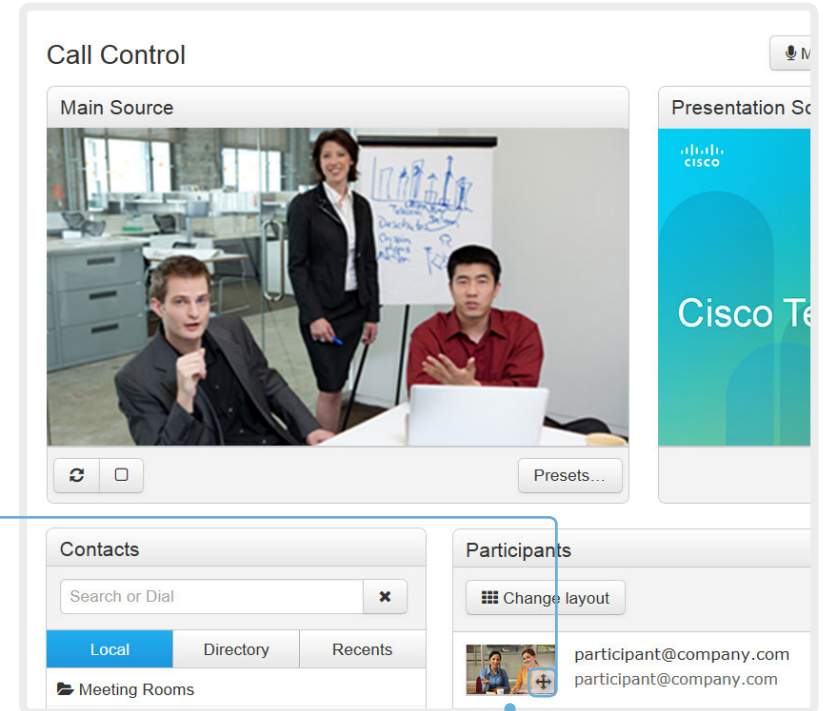 Call Control
M
Main Source
Presentation So
CISCO
Cisco Te
Presets...
Contacts
Participants
Search or Dial
Change layout
Local
Directory
Recents
participant@company.com
participant@company.com
Meeting Rooms